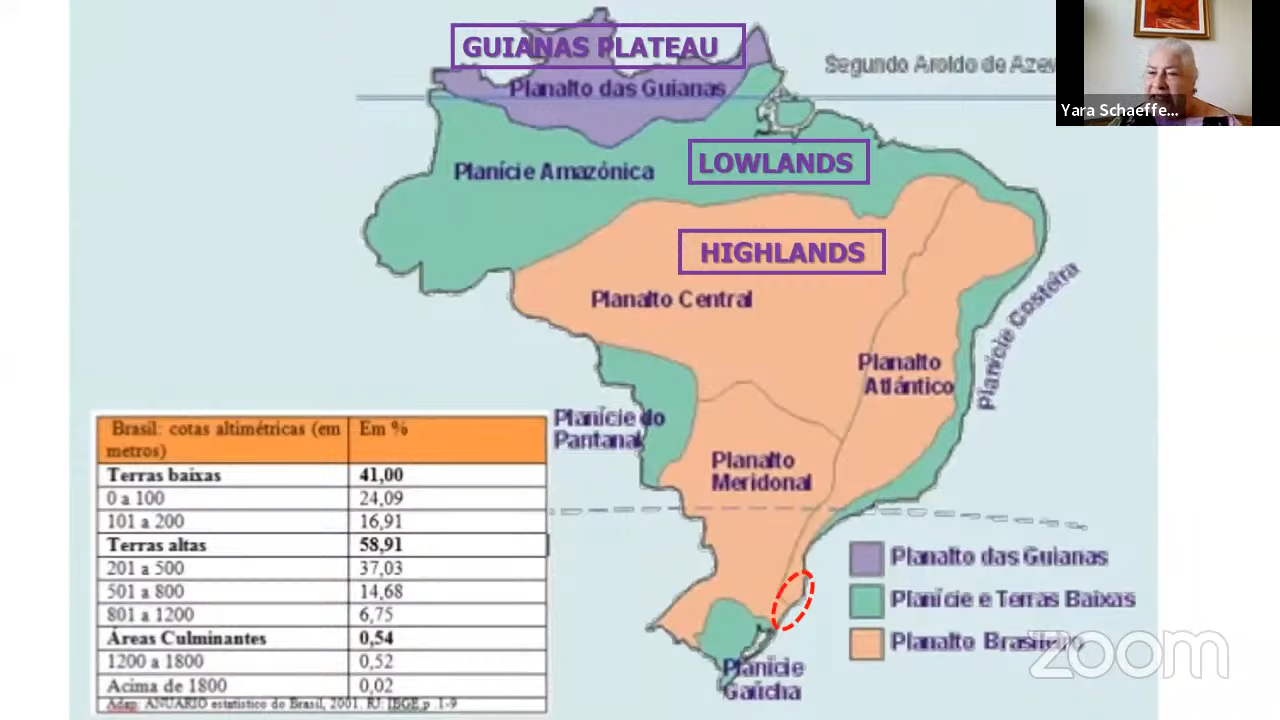 GUIANAS PLATEAU
Segundo Aroldo de Azev
Planalto das Guianas
Yara Schaeffe...
Planície Amazónica
LOWLANDS
HIGHLANDS
Planalto Central
Planície Costeira
Planalto
Atlántico
Planície do
Pantanal
Planalto
Meridonal
Brasil: cotas altimétricas (em metros) Em %
Terras baixas 41,00
0 a 100 24,09
101 a 200 16,91
Terras altas 58,91
201 a 500 37,03
501 a 800 14,68
801 a 1200 6,75
Áreas Culminantes 0,54
1200 a 1800 0,52
Acima de 1800 0,02
Adap. ANUÁRIO estatístico do Brasil, 2001. RJ: IBGE,p 1-9
Planície
Gaúcha
Planalto das Guianas
Planície e Terras Baixas
Planalto Brasileiro
zoom